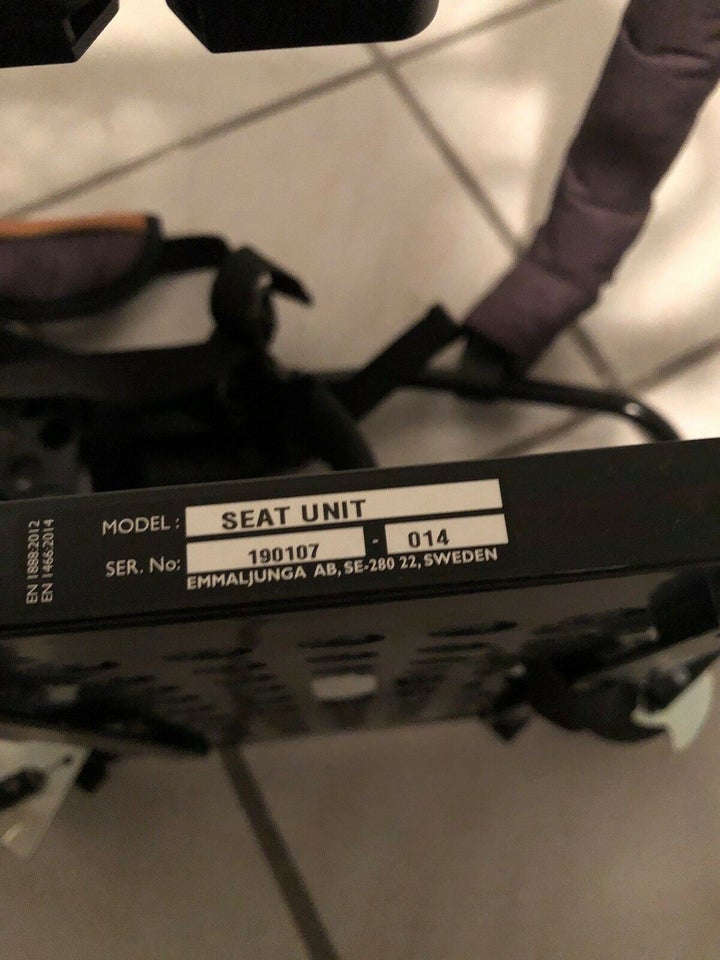 EN 1888:2012
EN 1466:2014
MODEL : SEAT UNIT
SER. No: 190107 - 014
EMMALJUNGA AB, SE-280 22, SWEDEN